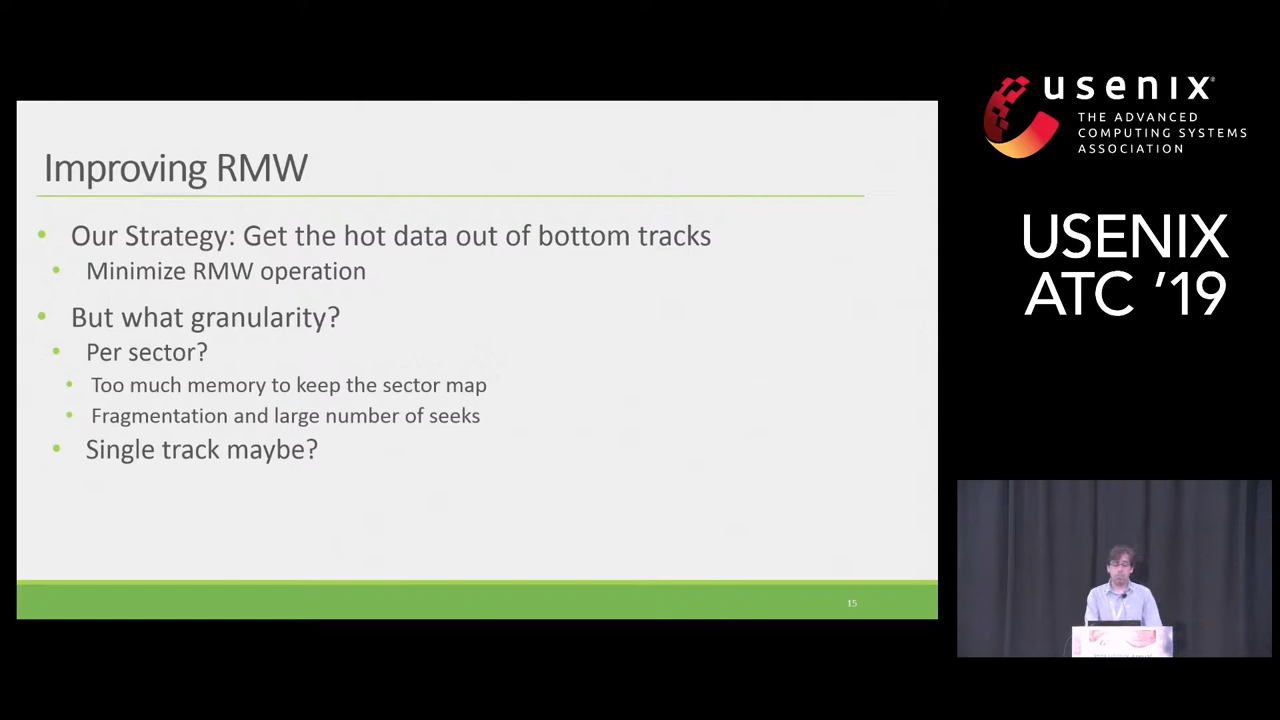 Improving RMW
• Our Strategy: Get the hot data out of bottom tracks
• Minimize RMW operation
• But what granularity?
• Per sector?
• Too much memory to keep the sector map
• Fragmentation and large number of seeks
• Single track maybe?
15
usenix
THE ADVANCED
COMPUTING SYSTEMS
ASSOCIATION
USENIX
ATC ’19